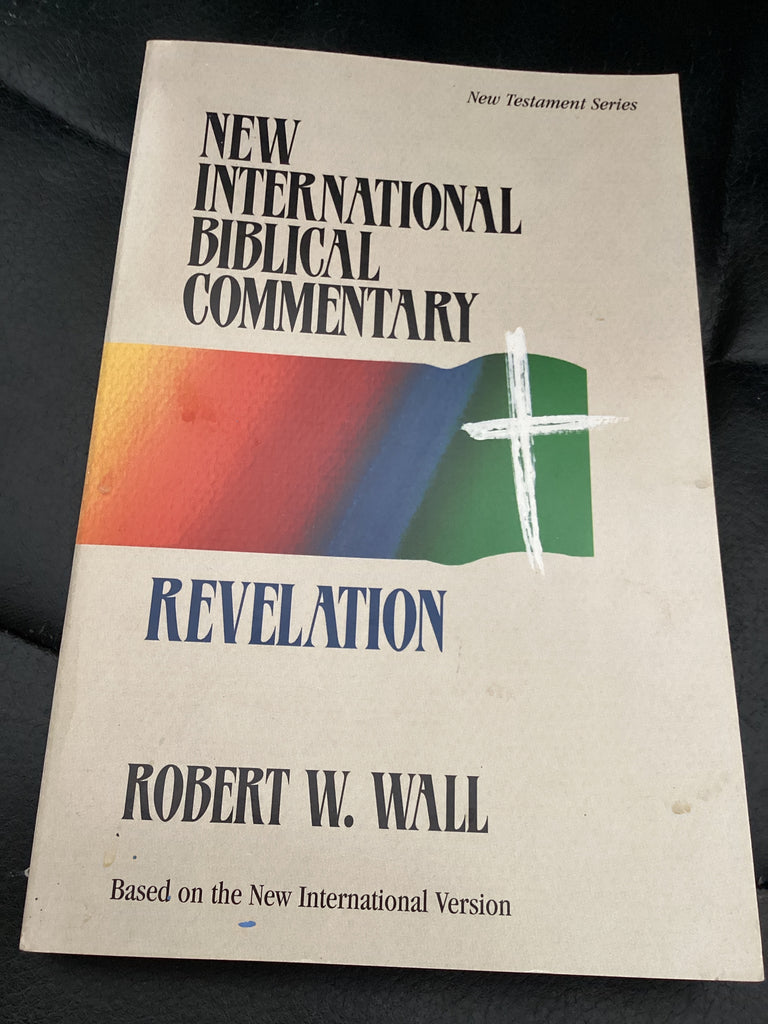 New Testament Series
NEW
INTERNATIONAL
BIBLICAL
COMMENTARY
REVELATION
ROBERT W. WALL
Based on the New International Version